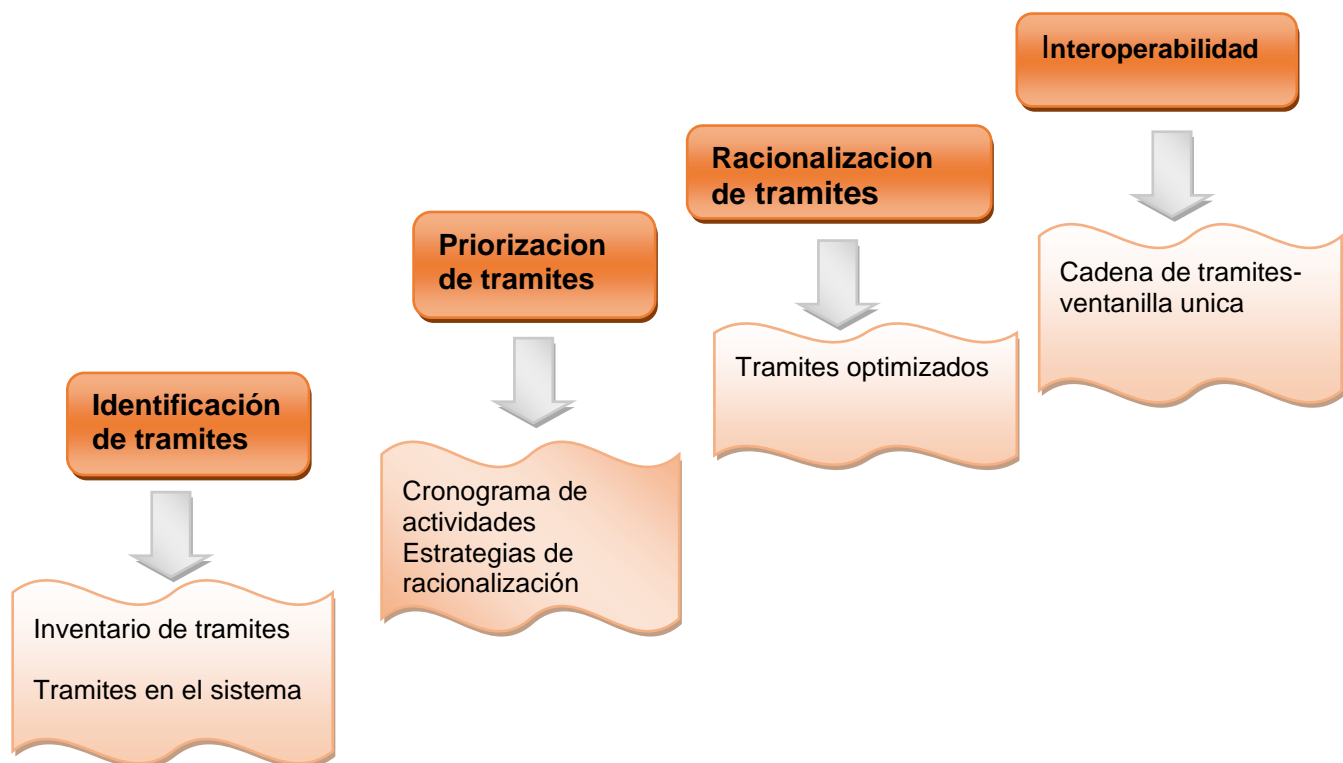 Identificación
de tramites
Inventario de tramites
Tramites en el sistema
Priorizacion
de tramites
Cronograma de
actividades
Estrategias de
racionalización
Racionalizacion
de tramites
Tramites optimizados
Interoperabilidad
Cadena de tramites-
ventanilla unica